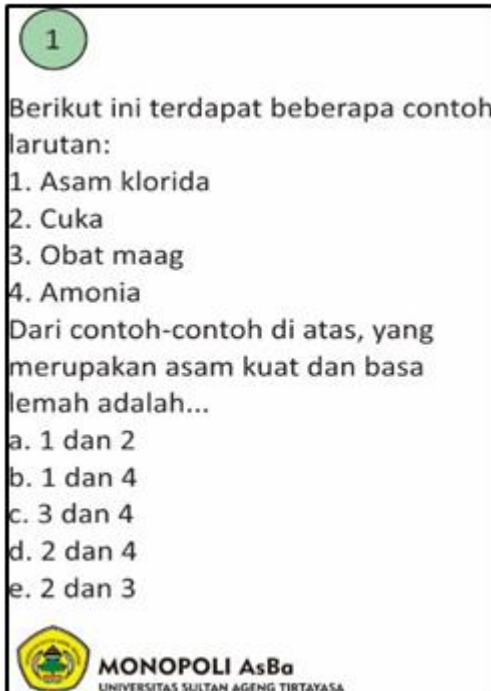 1
Berikut ini terdapat beberapa contoh
larutan:
1. Asam klorida
2. Cuka
3. Obat maag
4. Amonia
Dari contoh-contoh di atas, yang
merupakan asam kuat dan basa
lemah adalah...
a. 1 dan 2
b. 1 dan 4
c. 3 dan 4
d. 2 dan 4
e. 2 dan 3
MONOPOLI AsBa
UNIVERSITAS SULTAN AGENG TIRTAYASA